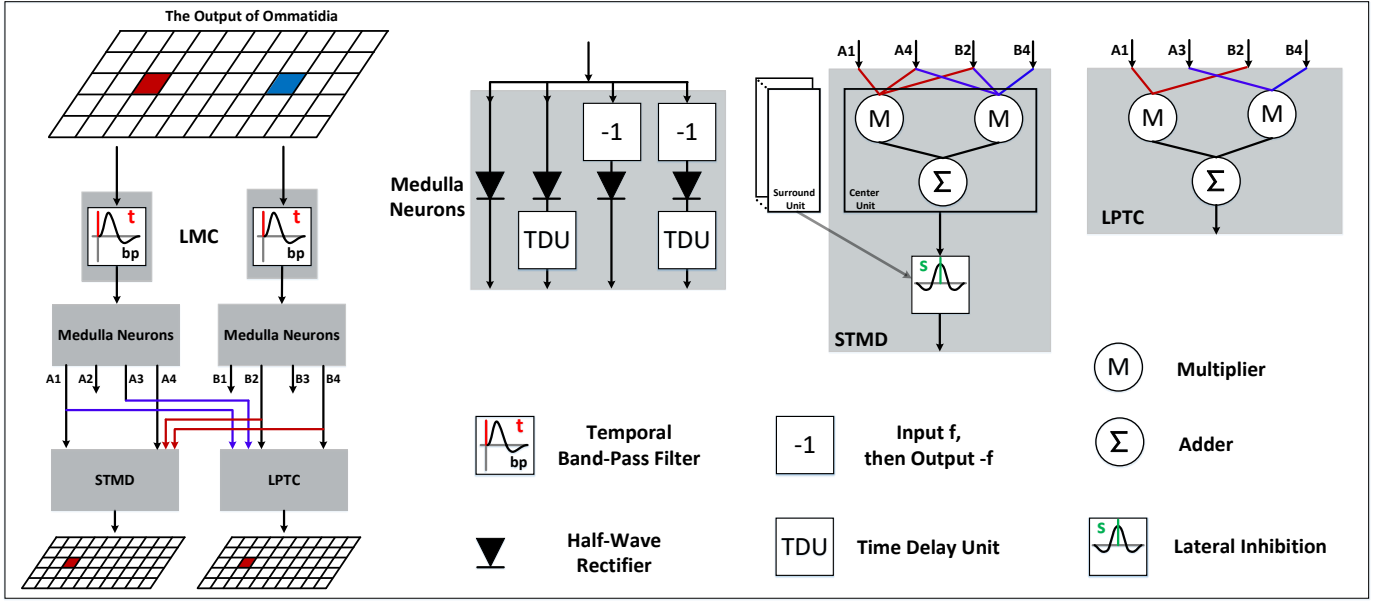 The Output of Ommatidia
t
bp
LMC
t
bp
Medulla Neurons
Medulla Neurons
A1
A2
A3
A4
B1
B2
B3
B4
STMD
LPTC
Medulla
Neurons
-1
-1
TDU
TDU
A1
A4
B2
B4
M
M
Σ
Surround
Unit
Center
Unit
S
STMD
A1
A3
B2
B4
M
M
Σ
LPTC
t
bp
Temporal
Band-Pass Filter
-1
Input f,
then Output -f
M
Multiplier
Σ
Adder
Half-Wave
Rectifier
TDU
Time Delay Unit
S
Lateral Inhibition